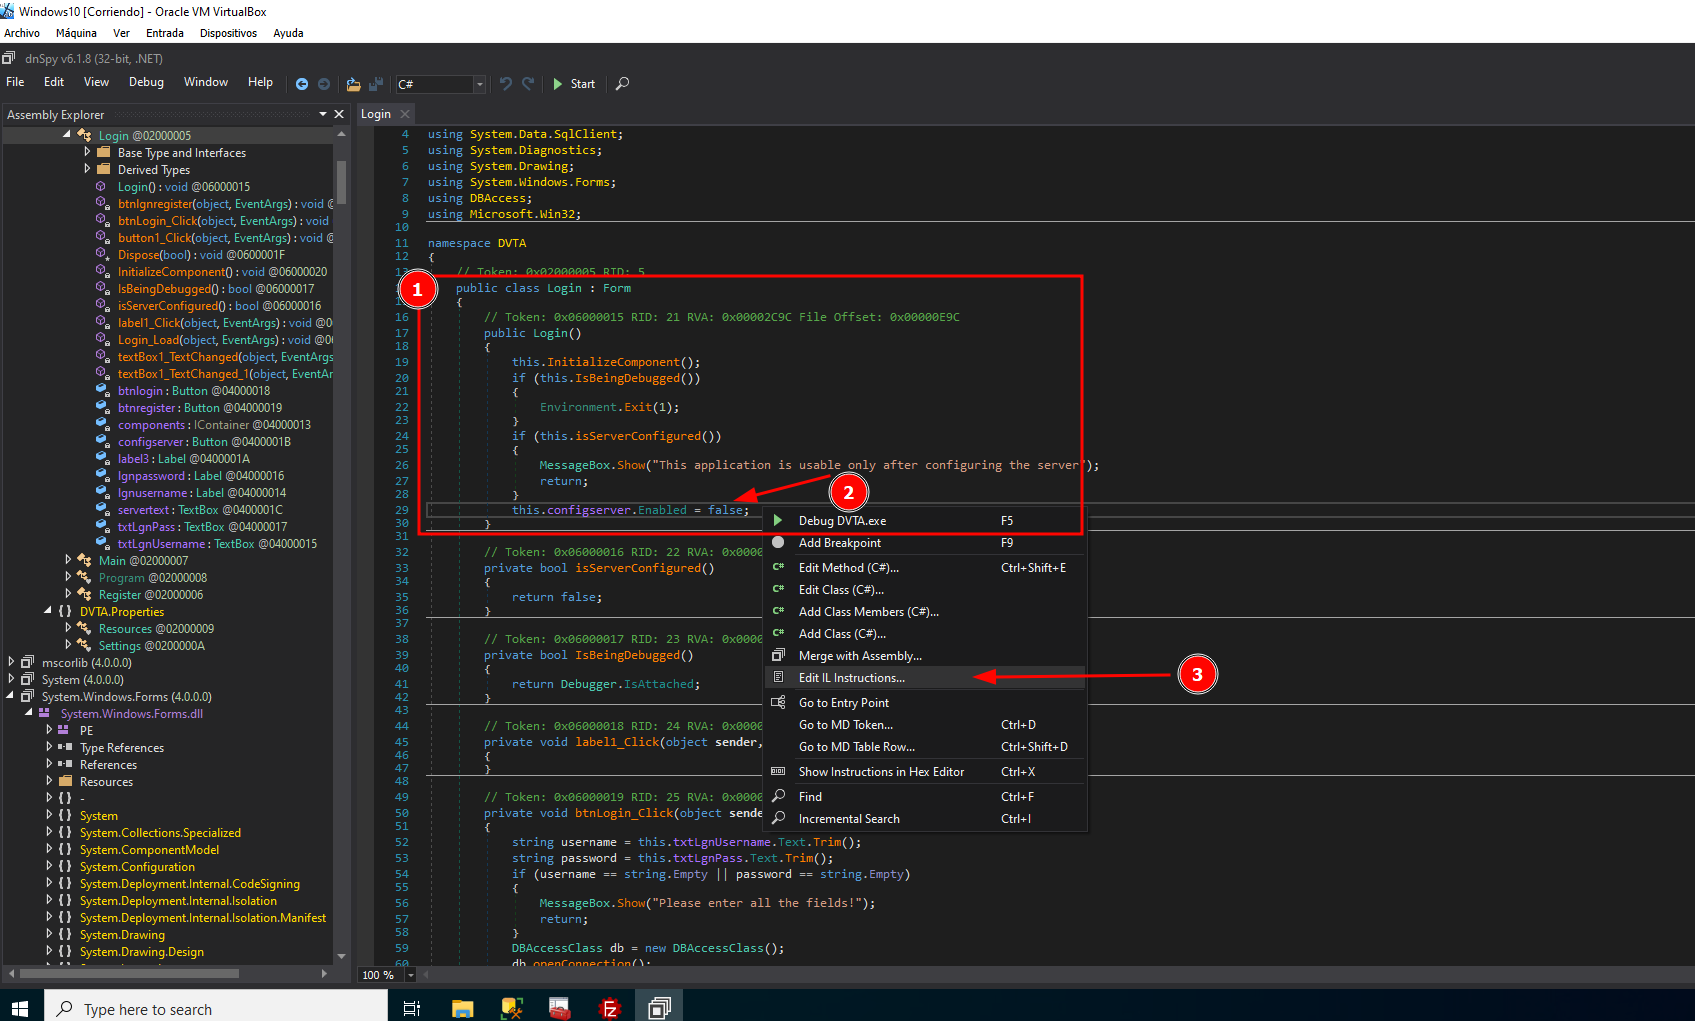 Windows10 [Corriendo] - Oracle VM VirtualBox
Archivo Máquina Ver Entrada Dispositivos Ayuda
dnSpy v6.1.8 (32-bit, .NET)
File Edit View Debug Window Help C# Start
Assembly Explorer
Login @02000005
Base Type and Interfaces
Derived Types
Login() : void @06000015
btnlgnregister(object, EventArgs) : void @
btnLogin_Click(object, EventArgs) : void
button1_Click(object, EventArgs) : void @
Dispose(bool) : void @0600001F
InitializeComponent() : void @06000020
IsBeingDebugged() : bool @06000017
isServerConfigured() : bool @06000016
label1_Click(object, EventArgs) : void @0
Login_Load(object, EventArgs) : void @0
textBox1_TextChanged(object, EventArgs
textBox1_TextChanged_1(object, EventAr
btnlogin : Button @04000018
btnregister : Button @04000019
components : IContainer @04000013
configserver : Button @0400001B
label3 : Label @0400001A
lgnpassword : Label @04000016
lgnusername : Label @04000014
servertext : TextBox @0400001C
txtLgnPass : TextBox @04000017
txtLgnUsername : TextBox @04000015
Main @02000007
Program @02000008
Register @02000006
{ } DVTA.Properties
Resources @02000009
Settings @0200000A
mscorlib (4.0.0.0)
System (4.0.0.0)
System.Windows.Forms (4.0.0.0)
System.Windows.Forms.dll
PE
Type References
References
Resources
{ } -
{ } System
{ } System.Collections.Specialized
{ } System.ComponentModel
{ } System.Configuration
{ } System.Deployment.Internal.CodeSigning
{ } System.Deployment.Internal.Isolation
{ } System.Deployment.Internal.Isolation.Manifest
{ } System.Drawing
{ } System.Drawing.Design
Login
4 using System.Data.SqlClient;
5 using System.Diagnostics;
6 using System.Drawing;
7 using System.Windows.Forms;
8 using DBAccess;
9 using Microsoft.Win32;
10
11 namespace DVTA
12 {
13 // Token: 0x02000005 RID: 5
public class Login : Form
{
16 // Token: 0x06000015 RID: 21 RVA: 0x00002C9C File Offset: 0x00000E9C
17 public Login()
18 {
19 this.InitializeComponent();
20 if (this.IsBeingDebugged())
21 {
22 Environment.Exit(1);
23 }
24 if (this.isServerConfigured())
25 {
26 MessageBox.Show("This application is usable only after configuring the server");
27 return;
28 }
29 this.configserver.Enabled = false;
30 }
31
32 // Token: 0x06000016 RID: 22 RVA: 0x0000
33 private bool isServerConfigured()
34 {
35 return false;
36 }
37
38 // Token: 0x06000017 RID: 23 RVA: 0x0000
39 private bool IsBeingDebugged()
40 {
41 return Debugger.IsAttached;
42 }
43
44 // Token: 0x06000018 RID: 24 RVA: 0x0000
45 private void label1_Click(object sender,
46 {
47 }
48
49 // Token: 0x06000019 RID: 25 RVA: 0x0000
50 private void btnLogin_Click(object sende
51 {
52 string username = this.txtLgnUsername.Text.Trim();
53 string password = this.txtLgnPass.Text.Trim();
54 if (username == string.Empty || password == string.Empty)
55 {
56 MessageBox.Show("Please enter all the fields!");
57 return;
58 }
59 DBAccessClass db = new DBAccessClass();
60 db.openConnection();
100 %
1
2
3
Debug DVTA.exe F5
Add Breakpoint F9
C# Edit Method (C#)... Ctrl+Shift+E
C# Edit Class (C#)...
C# Add Class Members (C#)...
C# Add Class (C#)...
Merge with Assembly...
Edit IL Instructions...
Go to Entry Point
Go to MD Token... Ctrl+D
Go to MD Table Row... Ctrl+Shift+D
Show Instructions in Hex Editor Ctrl+X
Find Ctrl+F
Incremental Search Ctrl+I
Type here to search